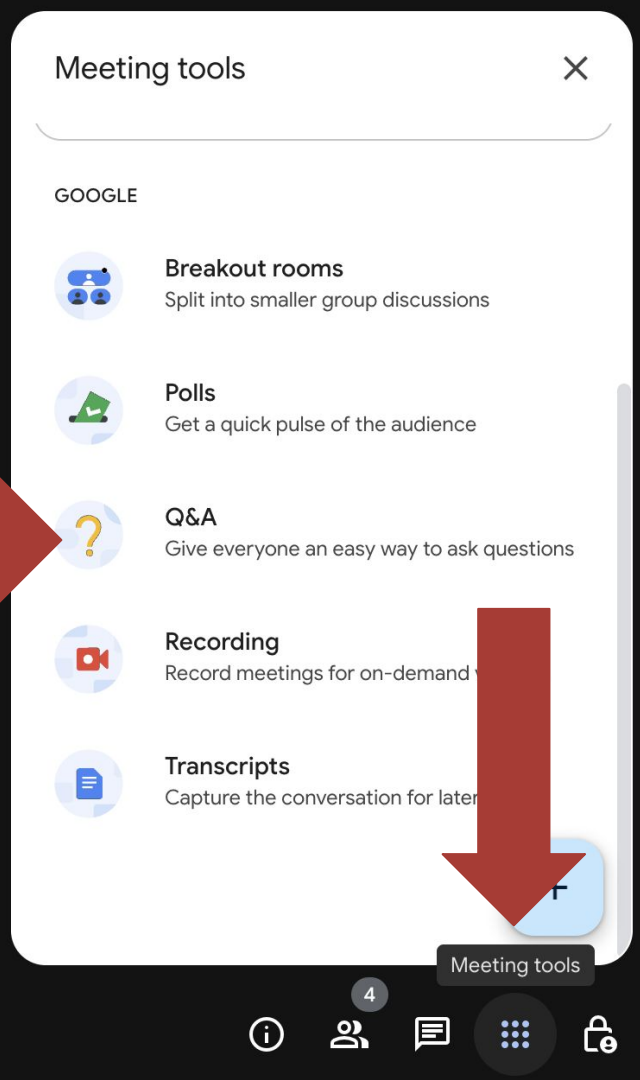 Meeting tools
GOOGLE
Breakout rooms
Split into smaller group discussions
Polls
Get a quick pulse of the audience
Q&A
Give everyone an easy way to ask questions
Recording
Record meetings for on-demand
Transcripts
Capture the conversation for later
Meeting tools
4